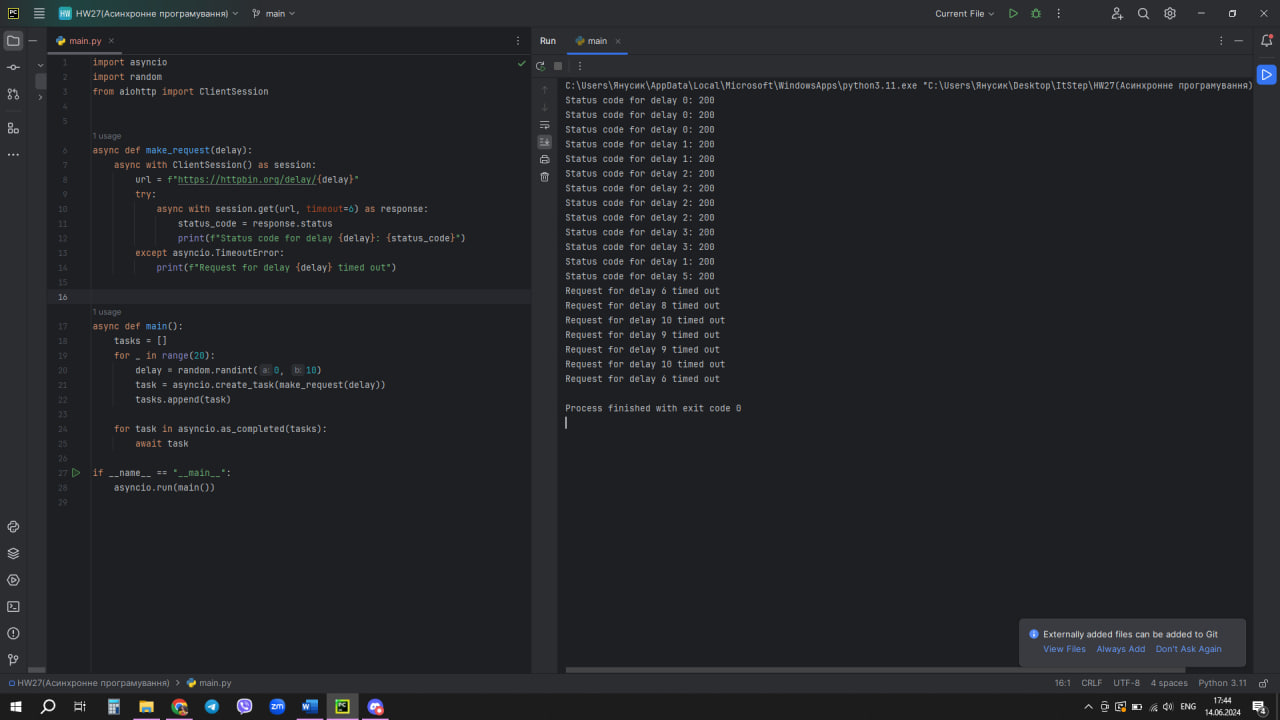 HW HW27(Асинхронне програмування) main Current File
main.py
1 import asyncio
2 import random
3 from aiohttp import ClientSession
4
5
1 usage
6 async def make_request(delay):
7 async with ClientSession() as session:
8 url = f"https://httpbin.org/delay/{delay}"
9 try:
10 async with session.get(url, timeout=6) as response:
11 status_code = response.status
12 print(f"Status code for delay {delay}: {status_code}")
13 except asyncio.TimeoutError:
14 print(f"Request for delay {delay} timed out")
15
16
1 usage
17 async def main():
18 tasks = []
19 for _ in range(20):
20 delay = random.randint( a: 0, b: 10)
21 task = asyncio.create_task(make_request(delay))
22 tasks.append(task)
23
24 for task in asyncio.as_completed(tasks):
25 await task
26
27 if __name__ == "__main__":
28 asyncio.run(main())
29
Run main
C:\Users\Янусик\AppData\Local\Microsoft\WindowsApps\python3.11.exe "C:\Users\Янусик\Desktop\ItStep\HW27(Асинхронне програмування)
Status code for delay 0: 200
Status code for delay 0: 200
Status code for delay 0: 200
Status code for delay 1: 200
Status code for delay 1: 200
Status code for delay 2: 200
Status code for delay 2: 200
Status code for delay 2: 200
Status code for delay 2: 200
Status code for delay 3: 200
Status code for delay 3: 200
Status code for delay 1: 200
Status code for delay 5: 200
Request for delay 6 timed out
Request for delay 8 timed out
Request for delay 10 timed out
Request for delay 9 timed out
Request for delay 9 timed out
Request for delay 10 timed out
Request for delay 6 timed out
Process finished with exit code 0
Externally added files can be added to Git
View Files Always Add Don't Ask Again
HW27(Асинхронне програмування) main.py 16:1 CRLF UTF-8 4 spaces Python 3.11
ENG 17:44
14.06.2024 4